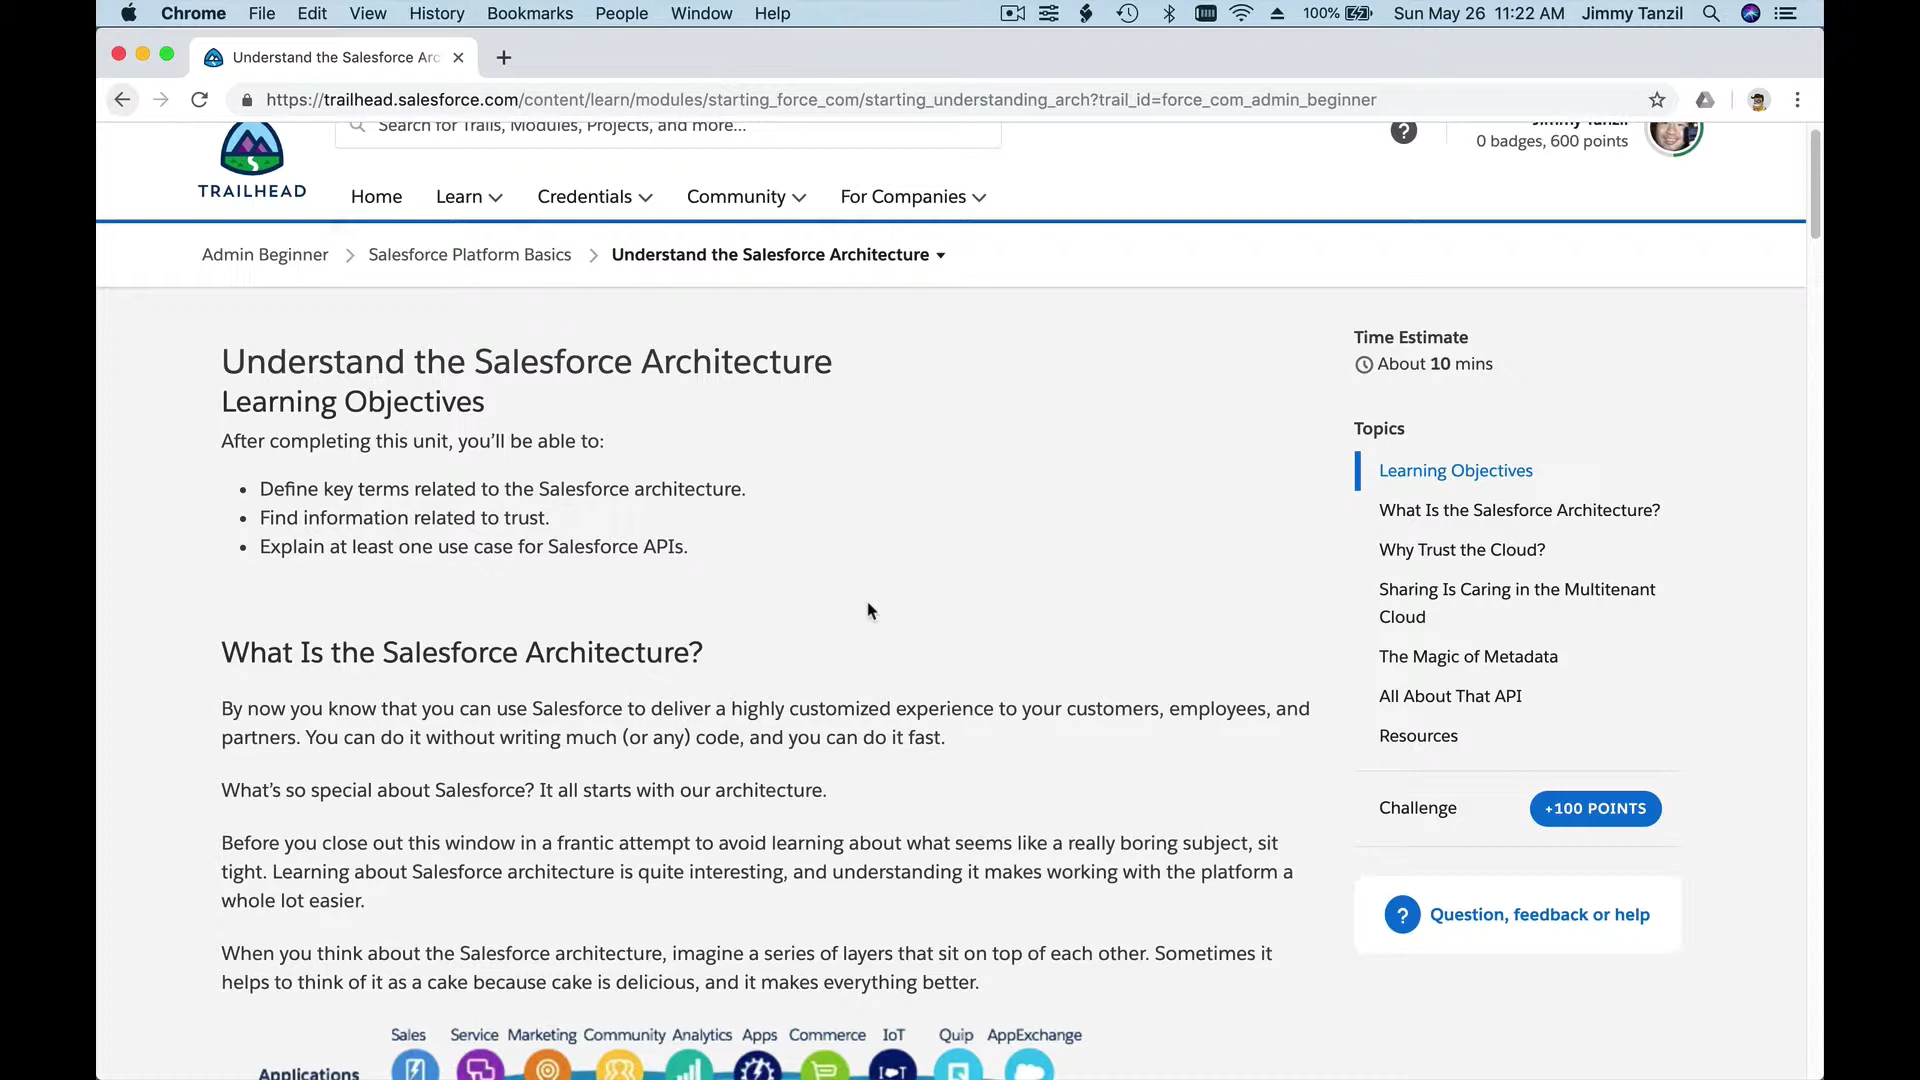 Chrome File Edit View History Bookmarks People Window Help 100% Sun May 26 11:22 AM Jimmy Tanzil
Understand the Salesforce Arc
https://trailhead.salesforce.com/content/learn/modules/starting_force_com/starting_understanding_arch?trail_id=force_com_admin_beginner
Search for Trails, Modules, Projects, and more...
Jimmy Tanzil
0 badges, 600 points
TRAILHEAD
Home Learn Credentials Community For Companies
Admin Beginner Salesforce Platform Basics Understand the Salesforce Architecture
Understand the Salesforce Architecture
Learning Objectives
After completing this unit, you’ll be able to:
• Define key terms related to the Salesforce architecture.
• Find information related to trust.
• Explain at least one use case for Salesforce APIs.
What Is the Salesforce Architecture?
By now you know that you can use Salesforce to deliver a highly customized experience to your customers, employees, and
partners. You can do it without writing much (or any) code, and you can do it fast.
What’s so special about Salesforce? It all starts with our architecture.
Before you close out this window in a frantic attempt to avoid learning about what seems like a really boring subject, sit
tight. Learning about Salesforce architecture is quite interesting, and understanding it makes working with the platform a
whole lot easier.
When you think about the Salesforce architecture, imagine a series of layers that sit on top of each other. Sometimes it
helps to think of it as a cake because cake is delicious, and it makes everything better.
Sales Service Marketing Community Analytics Apps Commerce IoT Quip AppExchange
Applications
Time Estimate
About 10 mins
Topics
Learning Objectives
What Is the Salesforce Architecture?
Why Trust the Cloud?
Sharing Is Caring in the Multitenant
Cloud
The Magic of Metadata
All About That API
Resources
Challenge +100 POINTS
? Question, feedback or help